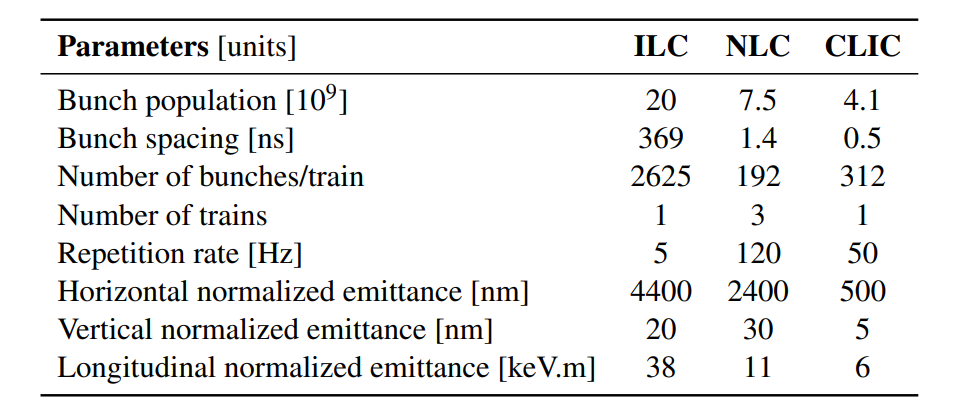 Parameters [units] ILC NLC CLIC
Bunch population [10⁹] 20 7.5 4.1
Bunch spacing [ns] 369 1.4 0.5
Number of bunches/train 2625 192 312
Number of trains 1 3 1
Repetition rate [Hz] 5 120 50
Horizontal normalized emittance [nm] 4400 2400 500
Vertical normalized emittance [nm] 20 30 5
Longitudinal normalized emittance [keV.m] 38 11 6